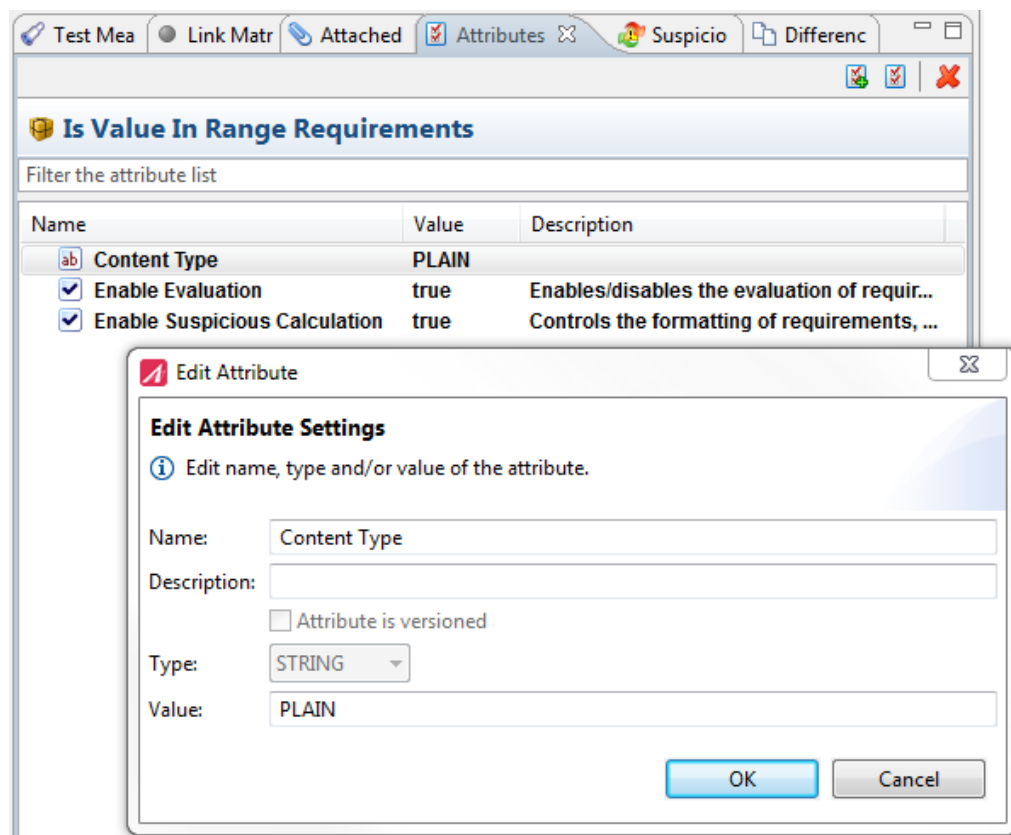 Test Mea Link Matr Attached Attributes Suspicio Differenc
Is Value In Range Requirements
Filter the attribute list
Name Value Description
ab Content Type PLAIN
Enable Evaluation true Enables/disables the evaluation of requir...
Enable Suspicious Calculation true Controls the formatting of requirements, ...
Edit Attribute
Edit Attribute Settings
Edit name, type and/or value of the attribute.
Name: Content Type
Description:
Attribute is versioned
Type: STRING
Value: PLAIN
OK Cancel